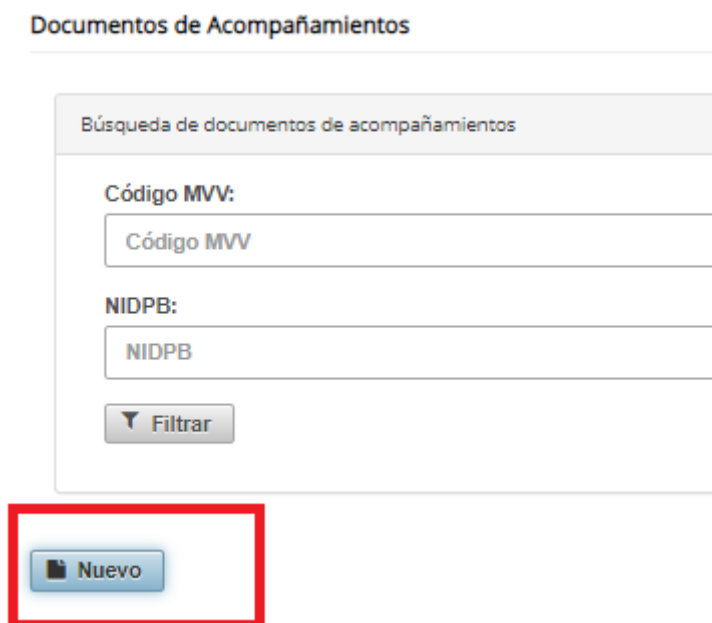 Documentos de Acompañamientos
Búsqueda de documentos de acompañamientos
Código MVV:
Código MVV
NIDPB:
NIDPB
Filtrar
Nuevo